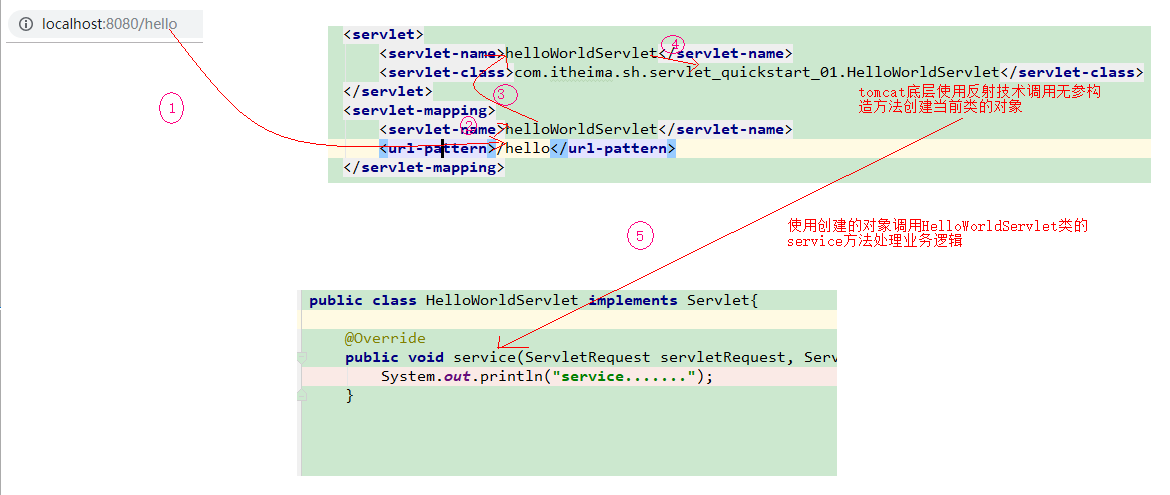 localhost:8080/hello
<servlet>
<servlet-name>helloWorldServlet</servlet-name>
<servlet-class>com.itheima.sh.servlet_quickstart_01.HelloWorldServlet</servlet-class>
</servlet>
<servlet-mapping>
<servlet-name>helloWorldServlet</servlet-name>
<url-pattern>/hello</url-pattern>
</servlet-mapping>
1
2
3
4
tomcat底层使用反射技术调用无参构
造方法创建当前类的对象
5
使用创建的对象调用HelloWorldServlet类的
service方法处理业务逻辑
public class HelloWorldServlet implements Servlet{
@Override
public void service(ServletRequest servletRequest, Serv
System.out.println("service.......");
}